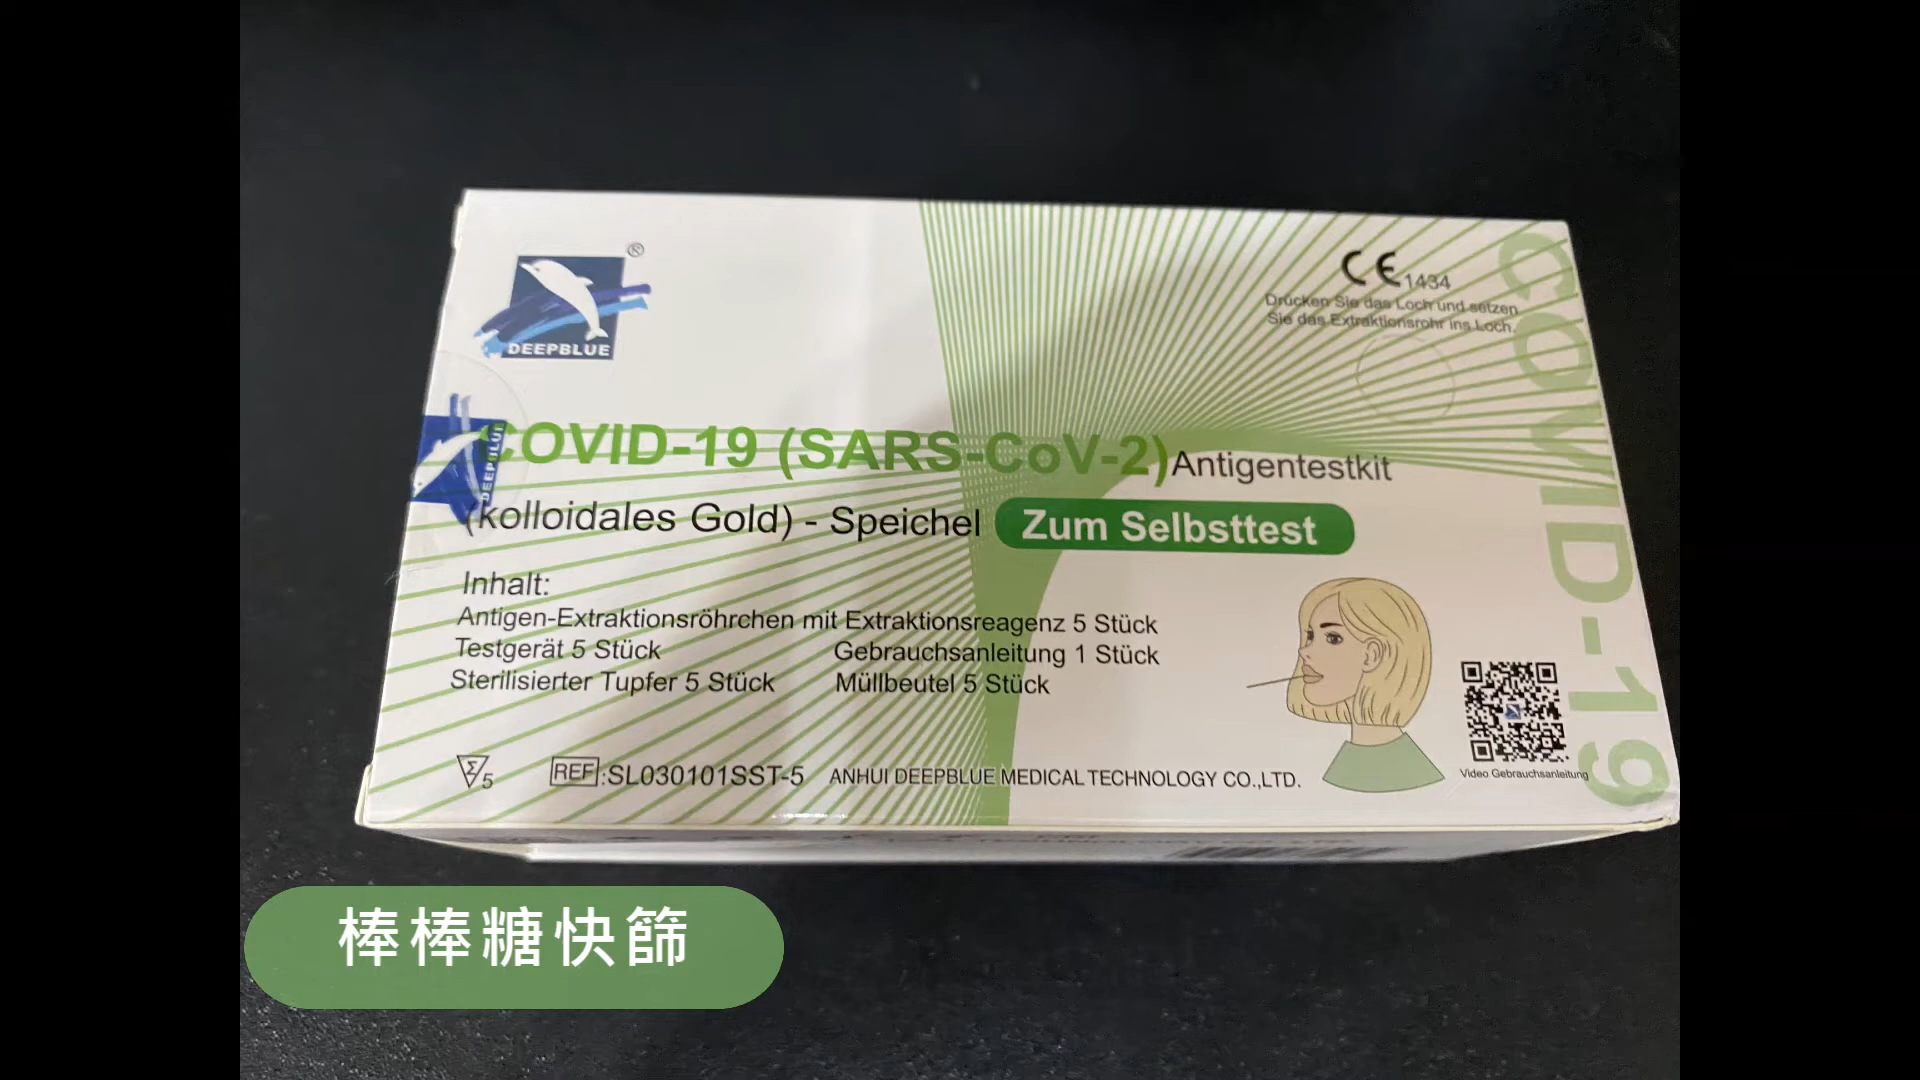 ®
DEEPBLUE
CE 1434
Drücken Sie das Loch und setzen
Sie das Extraktionsrohr ins Loch.
COVID-19
DEEPBLUE
COVID-19 (SARS-CoV-2) Antigentestkit
(kolloidales Gold) - Speichel Zum Selbsttest
Inhalt:
Antigen-Extraktionsröhrchen mit Extraktionsreagenz 5 Stück
Testgerät 5 Stück Gebrauchsanleitung 1 Stück
Sterilisierter Tupfer 5 Stück Müllbeutel 5 Stück
Σ 5 REF:SL030101SST-5 ANHUI DEEPBLUE MEDICAL TECHNOLOGY CO.,LTD.
Video Gebrauchsanleitung
棒棒糖快篩